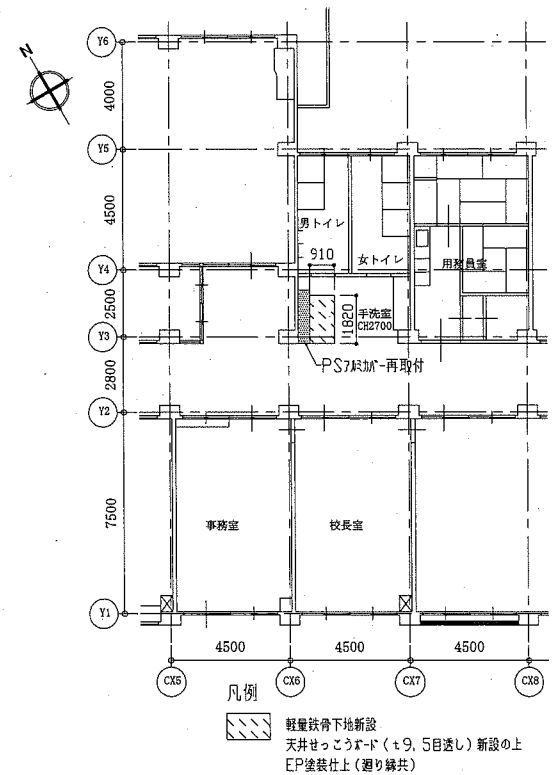 Y6
N
4000
Y5
4500
男トイレ
910
女トイレ
用務員室
Y4
2500
1820
手洗室
CH2700
Y3
PSアルミカバー再取付
2800
Y2
7500
事務室
校長室
Y1
4500
4500
4500
CX5
CX6
CX7
CX8
凡例
軽量鉄骨下地新設
天井せっこうボード(t9.5目透し)新設の上
EP塗装仕上(廻り縁共)